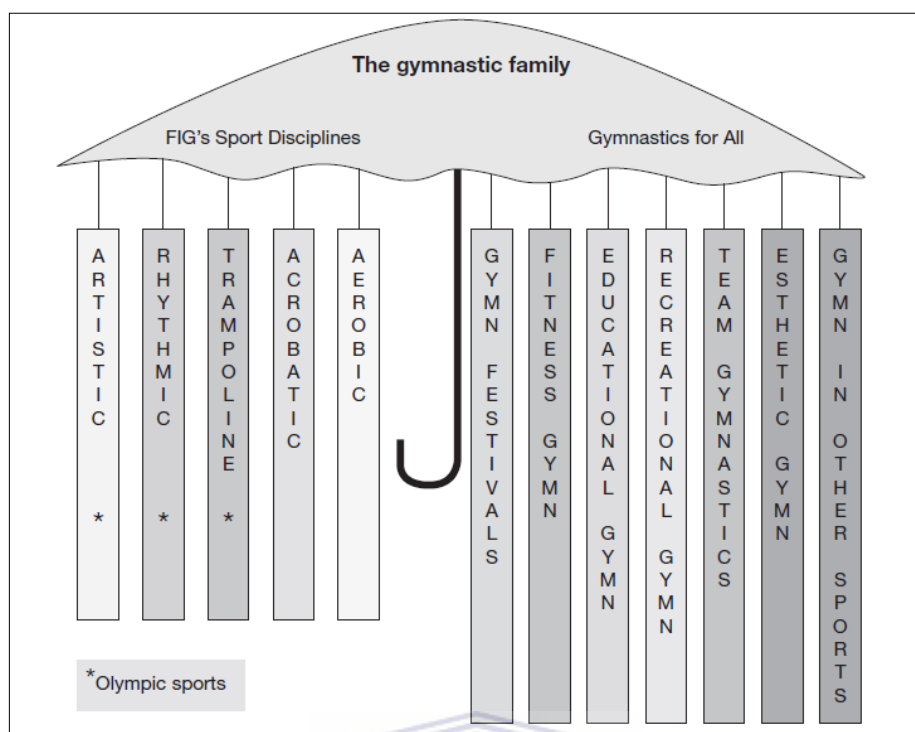 The gymnastic family
FIG's Sport Disciplines
Gymnastics for All
ARTISTIC *
RHYTHMIC *
TRAMPOLINE *
ACROBATIC
AEROBIC
GYMN FESTIVALS
FITNESS GYMN
EDUCATIONAL GYMN
RECREATIONAL GYMN
TEAM GYMNASTICS
ESTHETIC GYMN
GYMN IN OTHER SPORTS
*Olympic sports